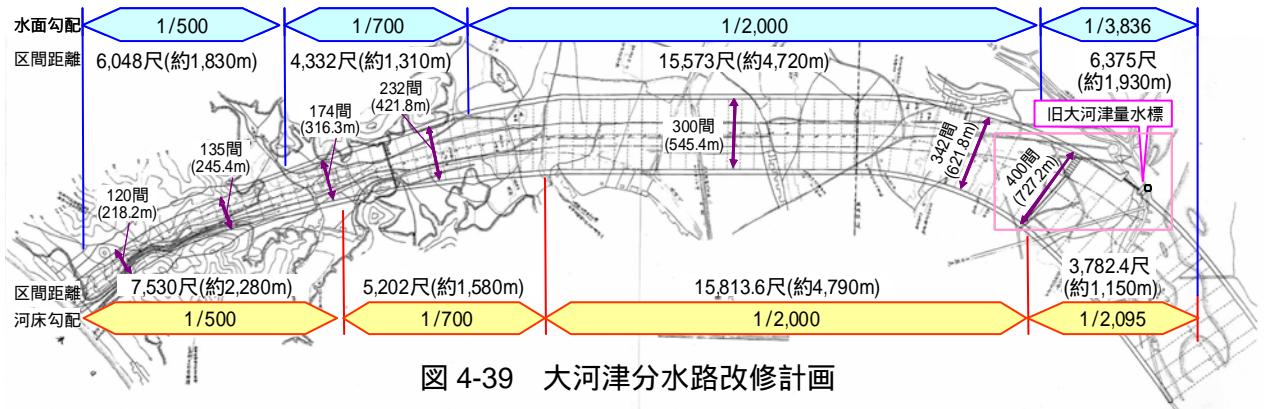 水面勾配 1/500 1/700 1/2,000 1/3,836
区間距離 6,048尺(約1,830m) 4,332尺(約1,310m) 15,573尺(約4,720m) 6,375尺
(約1,930m)
232間
(421.8m)
174間
(316.3m)
旧大河津量水標
135間
(245.4m)
300間
(545.4m)
342間
(621.8m)
400間
(727.2m)
120間
(218.2m)
3,782.4尺
(約1,150m)
区間距離 7,530尺(約2,280m) 5,202尺(約1,580m) 15,813.6尺(約4,790m)
河床勾配 1/500 1/700 1/2,000 1/2,095
図 4-39 大河津分水路改修計画